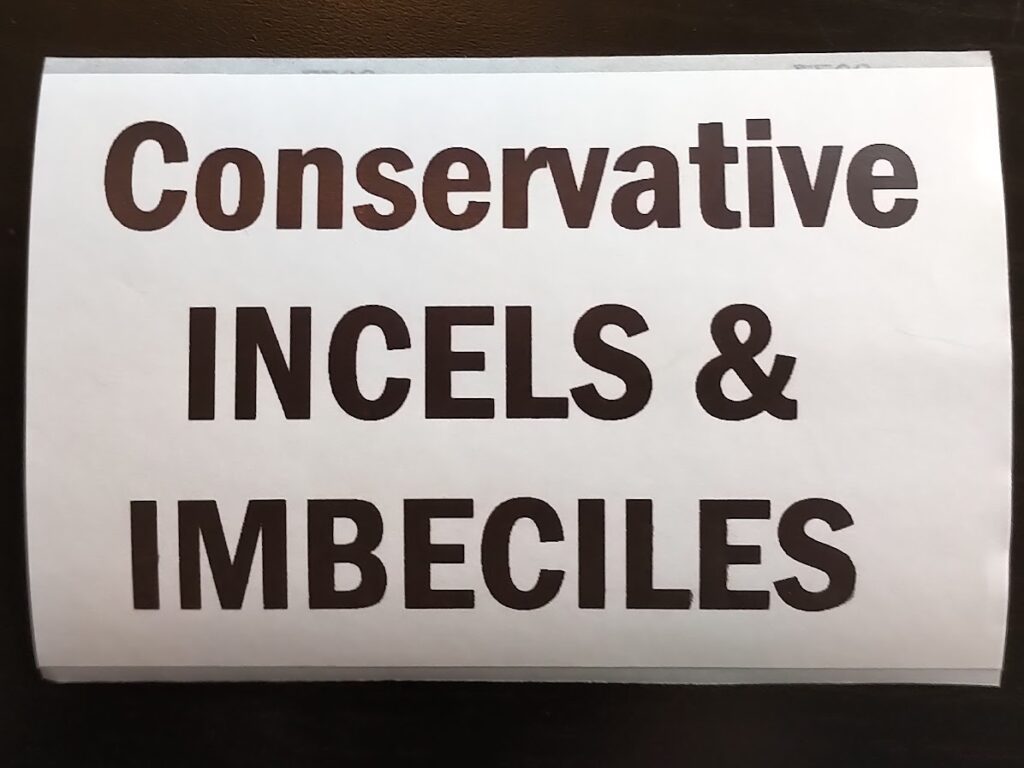 Conservative
INCELS &
IMBECILES